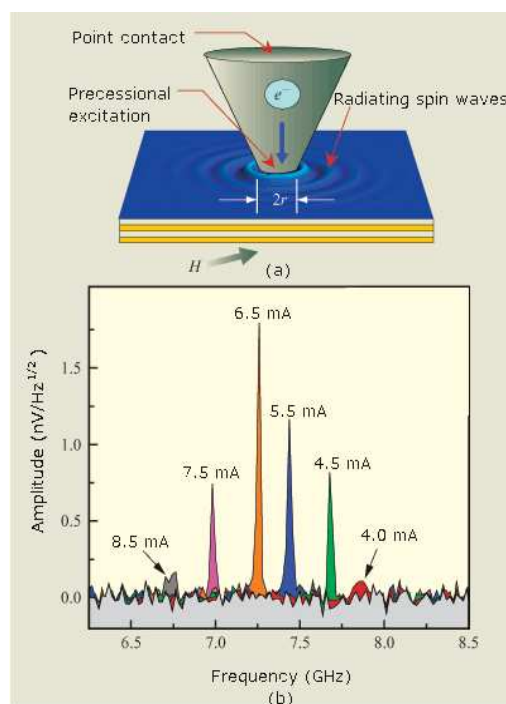 Point contact
e⁻
Precessional
excitation
Radiating spin waves
2r
H
(a)
6.5 mA
5.5 mA
7.5 mA
4.5 mA
8.5 mA
4.0 mA
1.5
1.0
0.5
0.0
Amplitude (nV/Hz1/2)
6.5 7.0 7.5 8.0 8.5
Frequency (GHz)
(b)